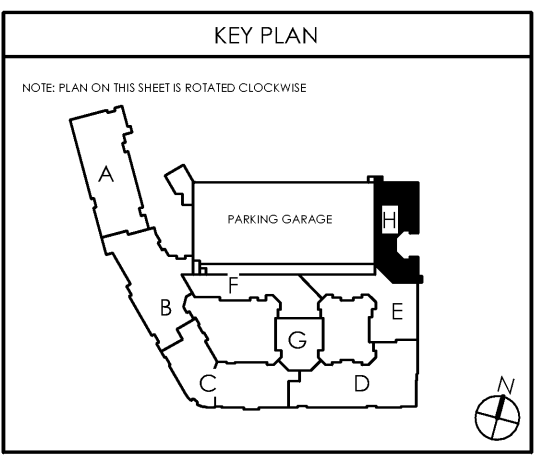 KEY PLAN
NOTE: PLAN ON THIS SHEET IS ROTATED CLOCKWISE
A
PARKING GARAGE
H
F
B
E
G
C
D
N